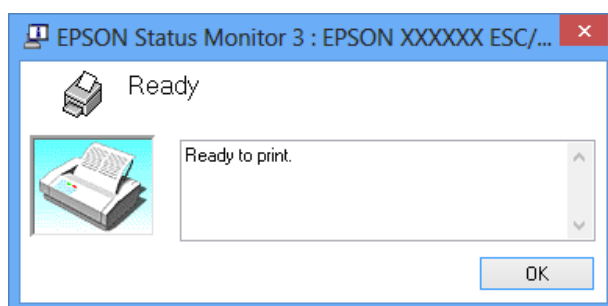 EPSON Status Monitor 3 : EPSON XXXXXX ESC/...
Ready
Ready to print.
OK